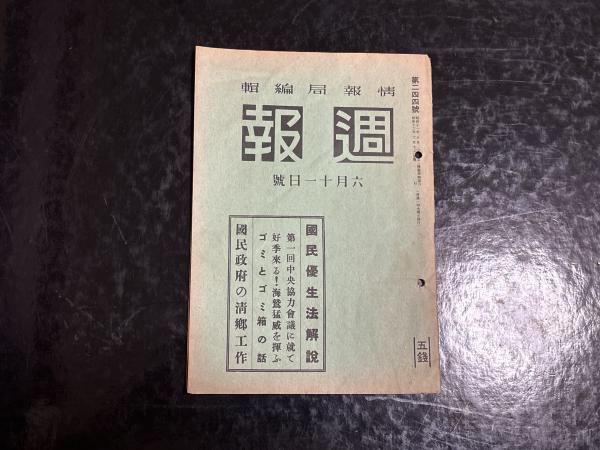 第二四四號
輯編局報情
報週
號日一十月六
國民優生法解說
第一回中央協力會議に就て
好季來る！海鷲猛威を揮ふ
ゴミとゴミ箱の話
國民政府の淸鄕工作
五錢